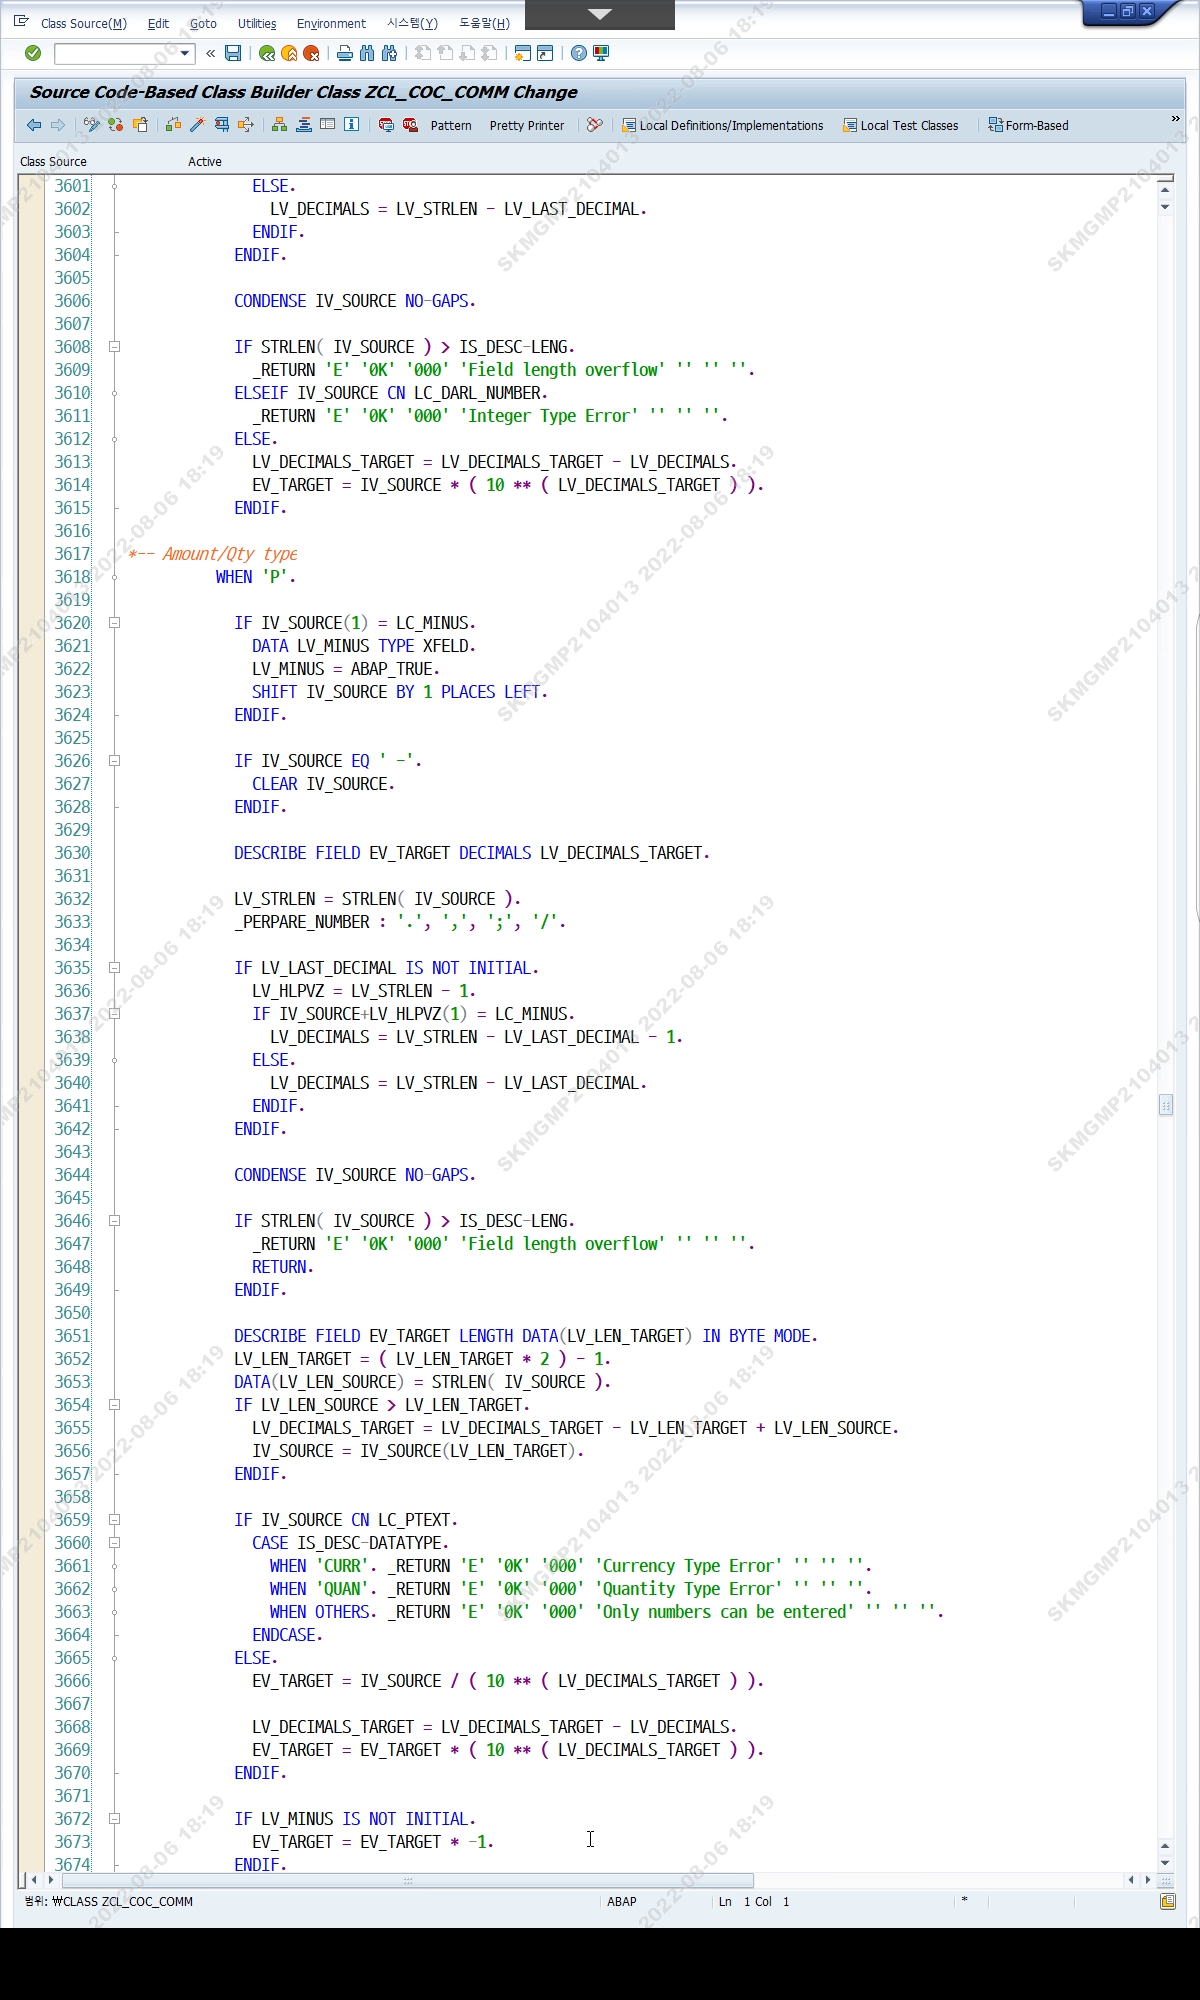 Class Source(M) Edit Goto Utilities Environment 시스템(Y) 도움말(H)
Source Code-Based Class Builder Class ZCL_COC_COMM Change
Pattern Pretty Printer Local Definitions/Implementations Local Test Classes Form-Based
Class Source Active
3601 ELSE.
3602 LV_DECIMALS = LV_STRLEN - LV_LAST_DECIMAL.
3603 ENDIF.
3604 ENDIF.
3605
3606 CONDENSE IV_SOURCE NO-GAPS.
3607
3608 IF STRLEN( IV_SOURCE ) > IS_DESC-LENG.
3609 _RETURN 'E' '0K' '000' 'Field length overflow' '' '' ''.
3610 ELSEIF IV_SOURCE CN LC_DARL_NUMBER.
3611 _RETURN 'E' '0K' '000' 'Integer Type Error' '' '' ''.
3612 ELSE.
3613 LV_DECIMALS_TARGET = LV_DECIMALS_TARGET - LV_DECIMALS.
3614 EV_TARGET = IV_SOURCE * ( 10 ** ( LV_DECIMALS_TARGET ) ).
3615 ENDIF.
3616
3617 *-- Amount/Qty type
3618 WHEN 'P'.
3619
3620 IF IV_SOURCE(1) = LC_MINUS.
3621 DATA LV_MINUS TYPE XFELD.
3622 LV_MINUS = ABAP_TRUE.
3623 SHIFT IV_SOURCE BY 1 PLACES LEFT.
3624 ENDIF.
3625
3626 IF IV_SOURCE EQ ' -'.
3627 CLEAR IV_SOURCE.
3628 ENDIF.
3629
3630 DESCRIBE FIELD EV_TARGET DECIMALS LV_DECIMALS_TARGET.
3631
3632 LV_STRLEN = STRLEN( IV_SOURCE ).
3633 _PERPARE_NUMBER : '.', ',', ';', '/'.
3634
3635 IF LV_LAST_DECIMAL IS NOT INITIAL.
3636 LV_HLPVZ = LV_STRLEN - 1.
3637 IF IV_SOURCE+LV_HLPVZ(1) = LC_MINUS.
3638 LV_DECIMALS = LV_STRLEN - LV_LAST_DECIMAL - 1.
3639 ELSE.
3640 LV_DECIMALS = LV_STRLEN - LV_LAST_DECIMAL.
3641 ENDIF.
3642 ENDIF.
3643
3644 CONDENSE IV_SOURCE NO-GAPS.
3645
3646 IF STRLEN( IV_SOURCE ) > IS_DESC-LENG.
3647 _RETURN 'E' '0K' '000' 'Field length overflow' '' '' ''.
3648 RETURN.
3649 ENDIF.
3650
3651 DESCRIBE FIELD EV_TARGET LENGTH DATA(LV_LEN_TARGET) IN BYTE MODE.
3652 LV_LEN_TARGET = ( LV_LEN_TARGET * 2 ) - 1.
3653 DATA(LV_LEN_SOURCE) = STRLEN( IV_SOURCE ).
3654 IF LV_LEN_SOURCE > LV_LEN_TARGET.
3655 LV_DECIMALS_TARGET = LV_DECIMALS_TARGET - LV_LEN_TARGET + LV_LEN_SOURCE.
3656 IV_SOURCE = IV_SOURCE(LV_LEN_TARGET).
3657 ENDIF.
3658
3659 IF IV_SOURCE CN LC_PTEXT.
3660 CASE IS_DESC-DATATYPE.
3661 WHEN 'CURR'. _RETURN 'E' '0K' '000' 'Currency Type Error' '' '' ''.
3662 WHEN 'QUAN'. _RETURN 'E' '0K' '000' 'Quantity Type Error' '' '' ''.
3663 WHEN OTHERS. _RETURN 'E' '0K' '000' 'Only numbers can be entered' '' '' ''.
3664 ENDCASE.
3665 ELSE.
3666 EV_TARGET = IV_SOURCE / ( 10 ** ( LV_DECIMALS_TARGET ) ).
3667
3668 LV_DECIMALS_TARGET = LV_DECIMALS_TARGET - LV_DECIMALS.
3669 EV_TARGET = EV_TARGET * ( 10 ** ( LV_DECIMALS_TARGET ) ).
3670 ENDIF.
3671
3672 IF LV_MINUS IS NOT INITIAL.
3673 EV_TARGET = EV_TARGET * -1.
3674 ENDIF.
범위: ₩CLASS ZCL_COC_COMM ABAP Ln 1 Col 1 *
SKMGMP2104013 2022-08-06 18:19